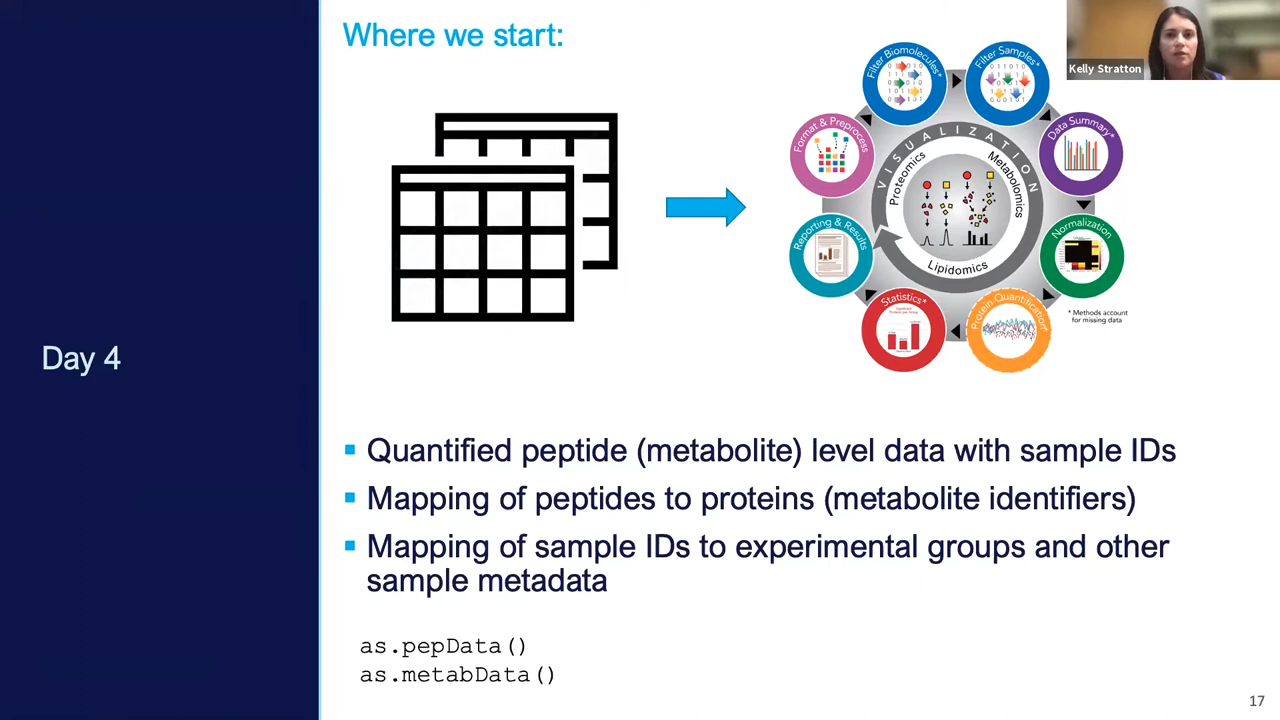 Where we start:
Kelly Stratton
Filter Biomolecules*
Filter Samples*
Format & Preprocess
Data Summary*
VISUALIZATION
Proteomics
Metabolomics
Lipidomics
Reporting & Results
Normalization
Statistics*
Protein Quantification*
* Methods account
for missing data
Day 4
Quantified peptide (metabolite) level data with sample IDs
Mapping of peptides to proteins (metabolite identifiers)
Mapping of sample IDs to experimental groups and other
sample metadata
as.pepData()
as.metabData()
17